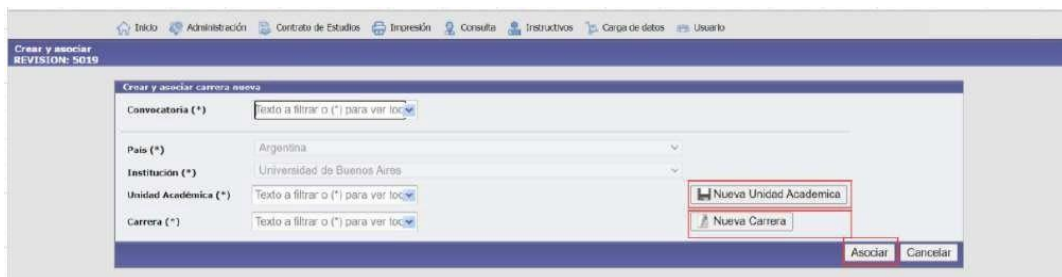 Inicio Administración Contrato de Estudios Impresión Consulta Instructivos Carga de datos Usuario
Crear y asociar
REVISION: 5019
Crear y asociar carrera nueva
Convocatoria (*) Texto a filtrar o (*) para ver toc
País (*) Argentina
Institución (*) Universidad de Buenos Aires
Unidad Académica (*) Texto a filtrar o (*) para ver toc Nueva Unidad Academica
Carrera (*) Texto a filtrar o (*) para ver toc Nueva Carrera
Asociar Cancelar